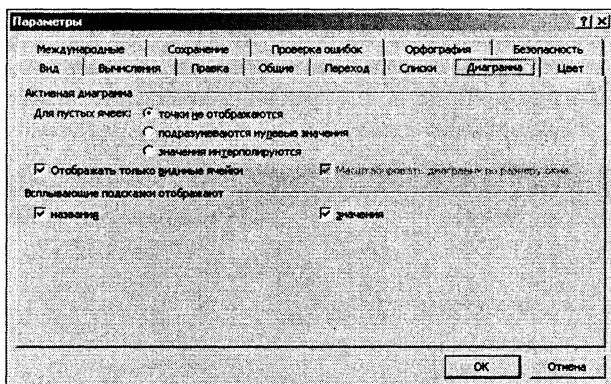 Параметры
Международные Сохранение Проверка ошибок Орфография Безопасность
Вид Вычисления Правка Общие Переход Списки Диаграмма Цвет
Активная диаграмма
Для пустых ячеек: точки не отображаются
подразумеваются нулевые значения
значения интерполируются
Отображать только видимые ячейки Масштабировать диаграмму по размеру окна
Всплывающие подсказки отображают
названия значения
ОК Отмена